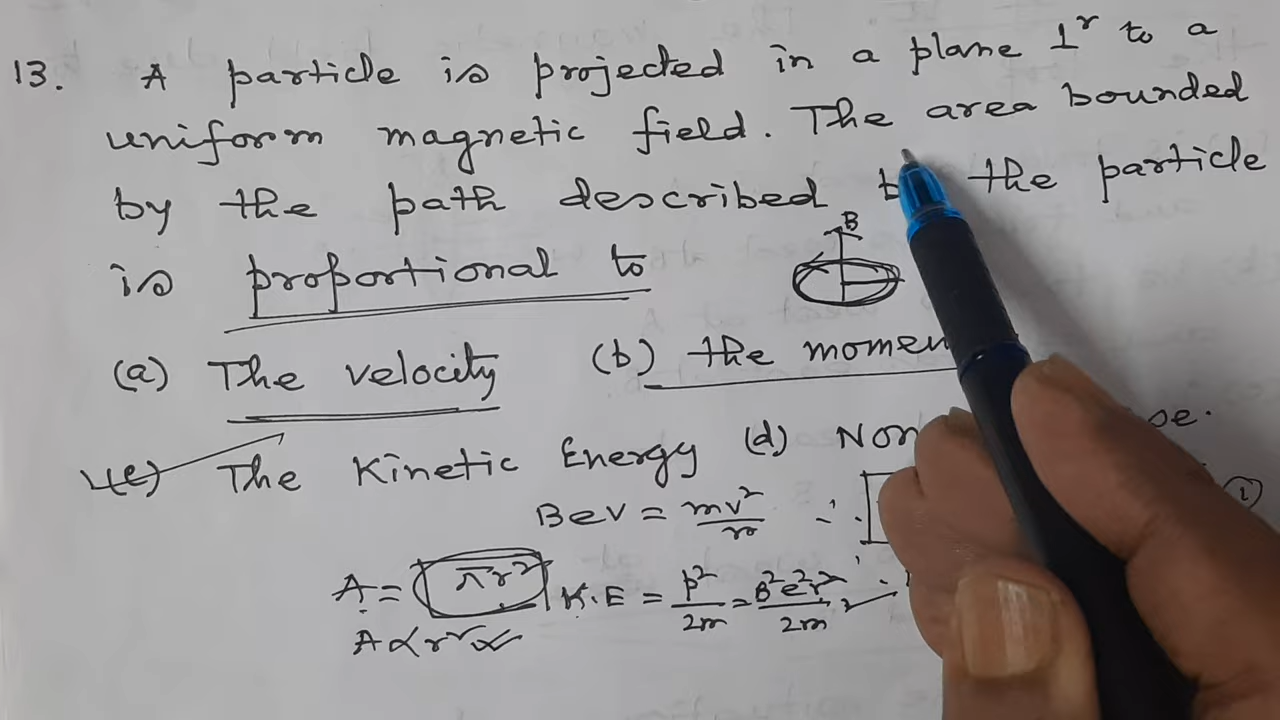 13. A particle is projected in a plane ⊥r to a
uniform magnetic field. The area bounded
by the path described the particle
is proportional to
B
(a) The velocity (b) the momen
(c) The Kinetic Energy (d) Non se.
Bev = mv²/r ∴ (i)
A = πr² K.E = p²/2m = B²e²r²/2m
A ∝ r²